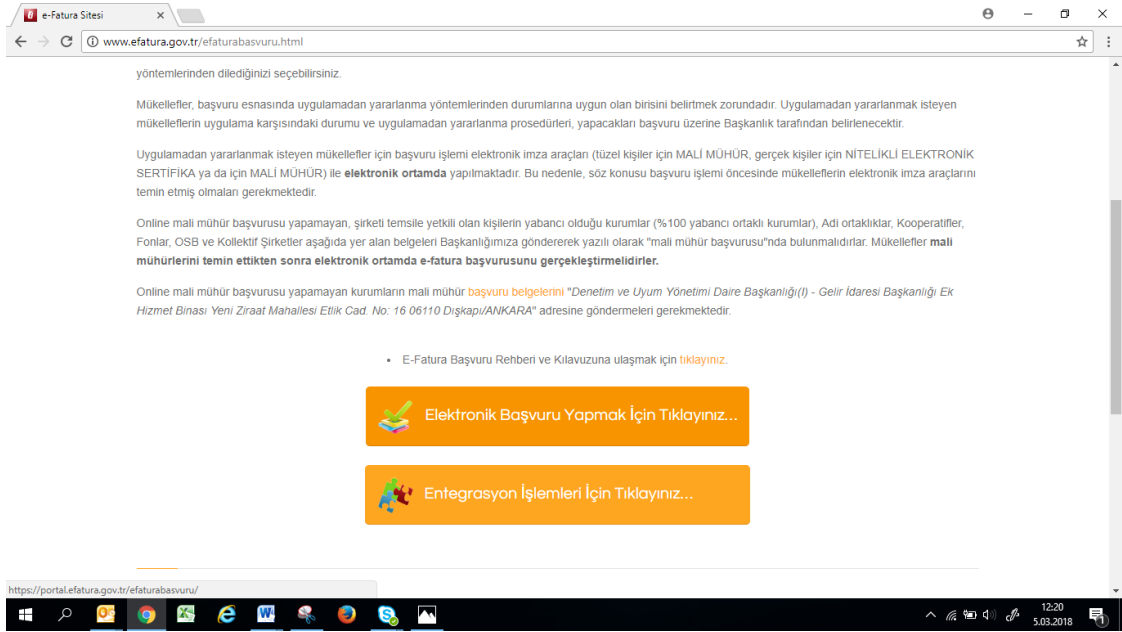 e-Fatura Sitesi
www.efatura.gov.tr/efaturabasvuru.html
yöntemlerinden dilediğinizi seçebilirsiniz.
Mükellefler, başvuru esnasında uygulamadan yararlanma yöntemlerinden durumlarına uygun olan birisini belirtmek zorundadır. Uygulamadan yararlanmak isteyen
mükelleflerin uygulama karşısındaki durumu ve uygulamadan yararlanma prosedürleri, yapacakları başvuru üzerine Başkanlık tarafından belirlenecektir.
Uygulamadan yararlanmak isteyen mükellefler için başvuru işlemi elektronik imza araçları (tüzel kişiler için MALİ MÜHÜR, gerçek kişiler için NİTELİKLİ ELEKTRONİK
SERTİFİKA ya da için MALİ MÜHÜR) ile elektronik ortamda yapılmaktadır. Bu nedenle, söz konusu başvuru işlemi öncesinde mükelleflerin elektronik imza araçlarını
temin etmiş olmaları gerekmektedir.
Online mali mühür başvurusu yapamayan, şirketi temsile yetkili olan kişilerin yabancı olduğu kurumlar (%100 yabancı ortaklı kurumlar), Adi ortaklıklar, Kooperatifler,
Fonlar, OSB ve Kollektif Şirketler aşağıda yer alan belgeleri Başkanlığımıza göndererek yazılı olarak "mali mühür başvurusu"nda bulunmalıdırlar. Mükellefler mali
mühürlerini temin ettikten sonra elektronik ortamda e-fatura başvurusunu gerçekleştirmelidirler.
Online mali mühür başvurusu yapamayan kurumların mali mühür başvuru belgelerini "Denetim ve Uyum Yönetimi Daire Başkanlığı(I) - Gelir İdaresi Başkanlığı Ek
Hizmet Binası Yeni Ziraat Mahallesi Etlik Cad. No: 16 06110 Dışkapı/ANKARA" adresine göndermeleri gerekmektedir.
• E-Fatura Başvuru Rehberi ve Kılavuzuna ulaşmak için tıklayınız.
Elektronik Başvuru Yapmak İçin Tıklayınız...
Entegrasyon İşlemleri İçin Tıklayınız...
https://portal.efatura.gov.tr/efaturabasvuru/
12:20
5.03.2018